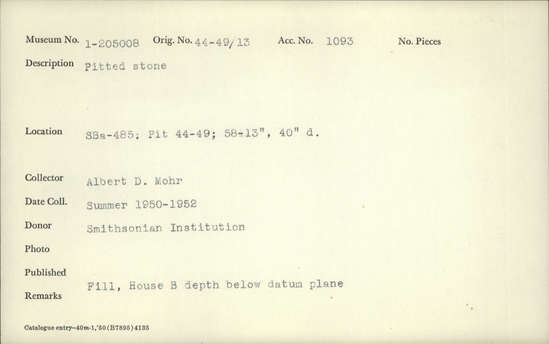 Museum No. 1-205008 Orig. No. 44-49/13 Acc. No. 1093 No. Pieces
Description Pitted stone
Location SBa-485; Pit 44-49; 58-13", 40" d.
Collector Albert D. Mohr
Date Coll. Summer 1950-1952
Donor Smithsonian Institution
Photo
Published
Remarks Fill, House B depth below datum plane
Catalogue entry—40m-1,'50(B7895)4135